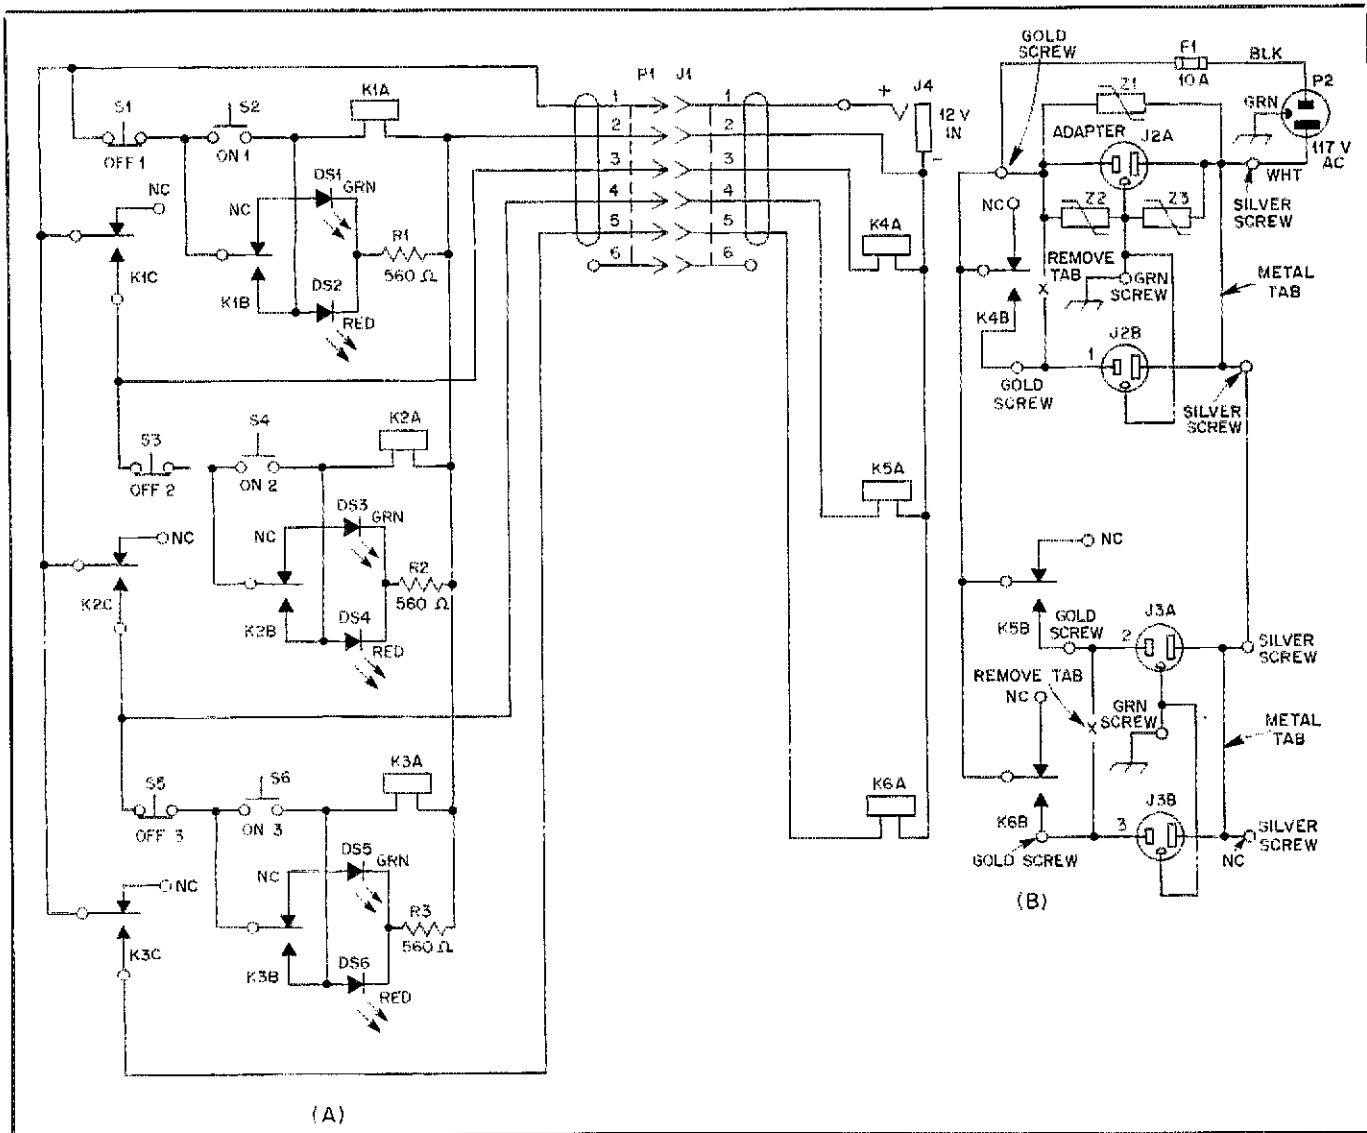 GOLD
SCREW
F1
10 A
BLK
P2
GRN
117 V
AC
WHT
SILVER
SCREW
Z1
ADAPTER
J2A
Z2
Z3
NC
K4B
REMOVE
TAB
GRN
SCREW
METAL
TAB
J2B
1
GOLD
SCREW
SILVER
SCREW
P1
J1
1
2
3
4
5
6
1
2
3
4
5
6
+
J4
12 V
IN
-
K4A
K5A
K6A
S1
OFF 1
S2
ON 1
K1A
NC
K1C
NC
K1B
DS1
GRN
DS2
RED
R1
560 Ω
S3
OFF 2
S4
ON 2
K2A
NC
K2C
NC
K2B
DS3
GRN
DS4
RED
R2
560 Ω
S5
OFF 3
S6
ON 3
K3A
NC
K3C
NC
K3B
DS5
GRN
DS6
RED
R3
560 Ω
NC
K5B
GOLD
SCREW
2
J3A
SILVER
SCREW
REMOVE TAB
NC
GRN
SCREW
METAL
TAB
K6B
GOLD SCREW
3
J3B
NC
SILVER
SCREW
(A)
(B)